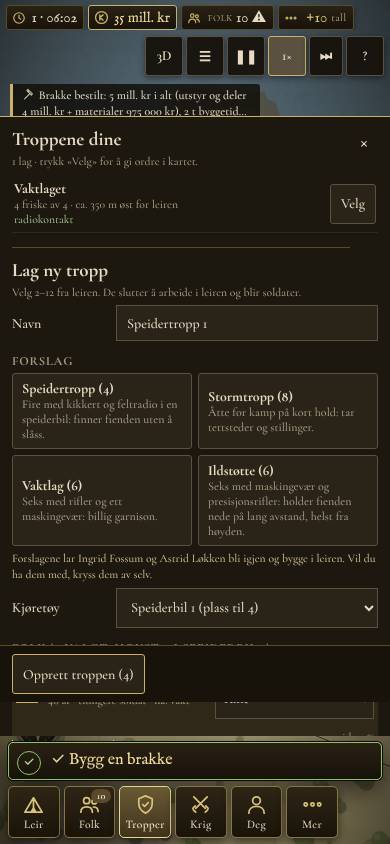 1 · 06:02
35 mill. kr
FOLK 10
+10 tall
3D
1×
?
Brakke bestilt: 5 mill. kr i alt (utstyr og deler
4 mill. kr + materialer 975 000 kr), 2 t byggetid…
Troppene dine
×
1 lag · trykk «Velg» for å gi ordre i kartet.
Vaktlaget
4 friske av 4 · ca. 350 m øst for leiren
radiokontakt
Velg
Lag ny tropp
Velg 2–12 fra leiren. De slutter å arbeide i leiren og blir soldater.
Navn
Speidertropp 1
FORSLAG
Speidertropp (4)
Fire med kikkert og feltradio i en
speiderbil: finner fienden uten å
slåss.
Stormtropp (8)
Åtte for kamp på kort hold: tar
tettsteder og stillinger.
Vaktlag (6)
Seks med rifler og ett
maskingevær: billig garnison.
Ildstøtte (6)
Seks med maskingevær og
presisjonsrifler: holder fienden
nede på lang avstand, helst fra
høyden.
Forslagene lar Ingrid Fossum og Astrid Løkken bli igjen og bygge i leiren. Vil du
ha dem med, kryss dem av selv.
Kjøretøy
Speiderbil 1 (plass til 4)
Opprett troppen (4)
✓ Bygg en brakke
Leir
Folk
10
Tropper
Krig
Deg
Mer